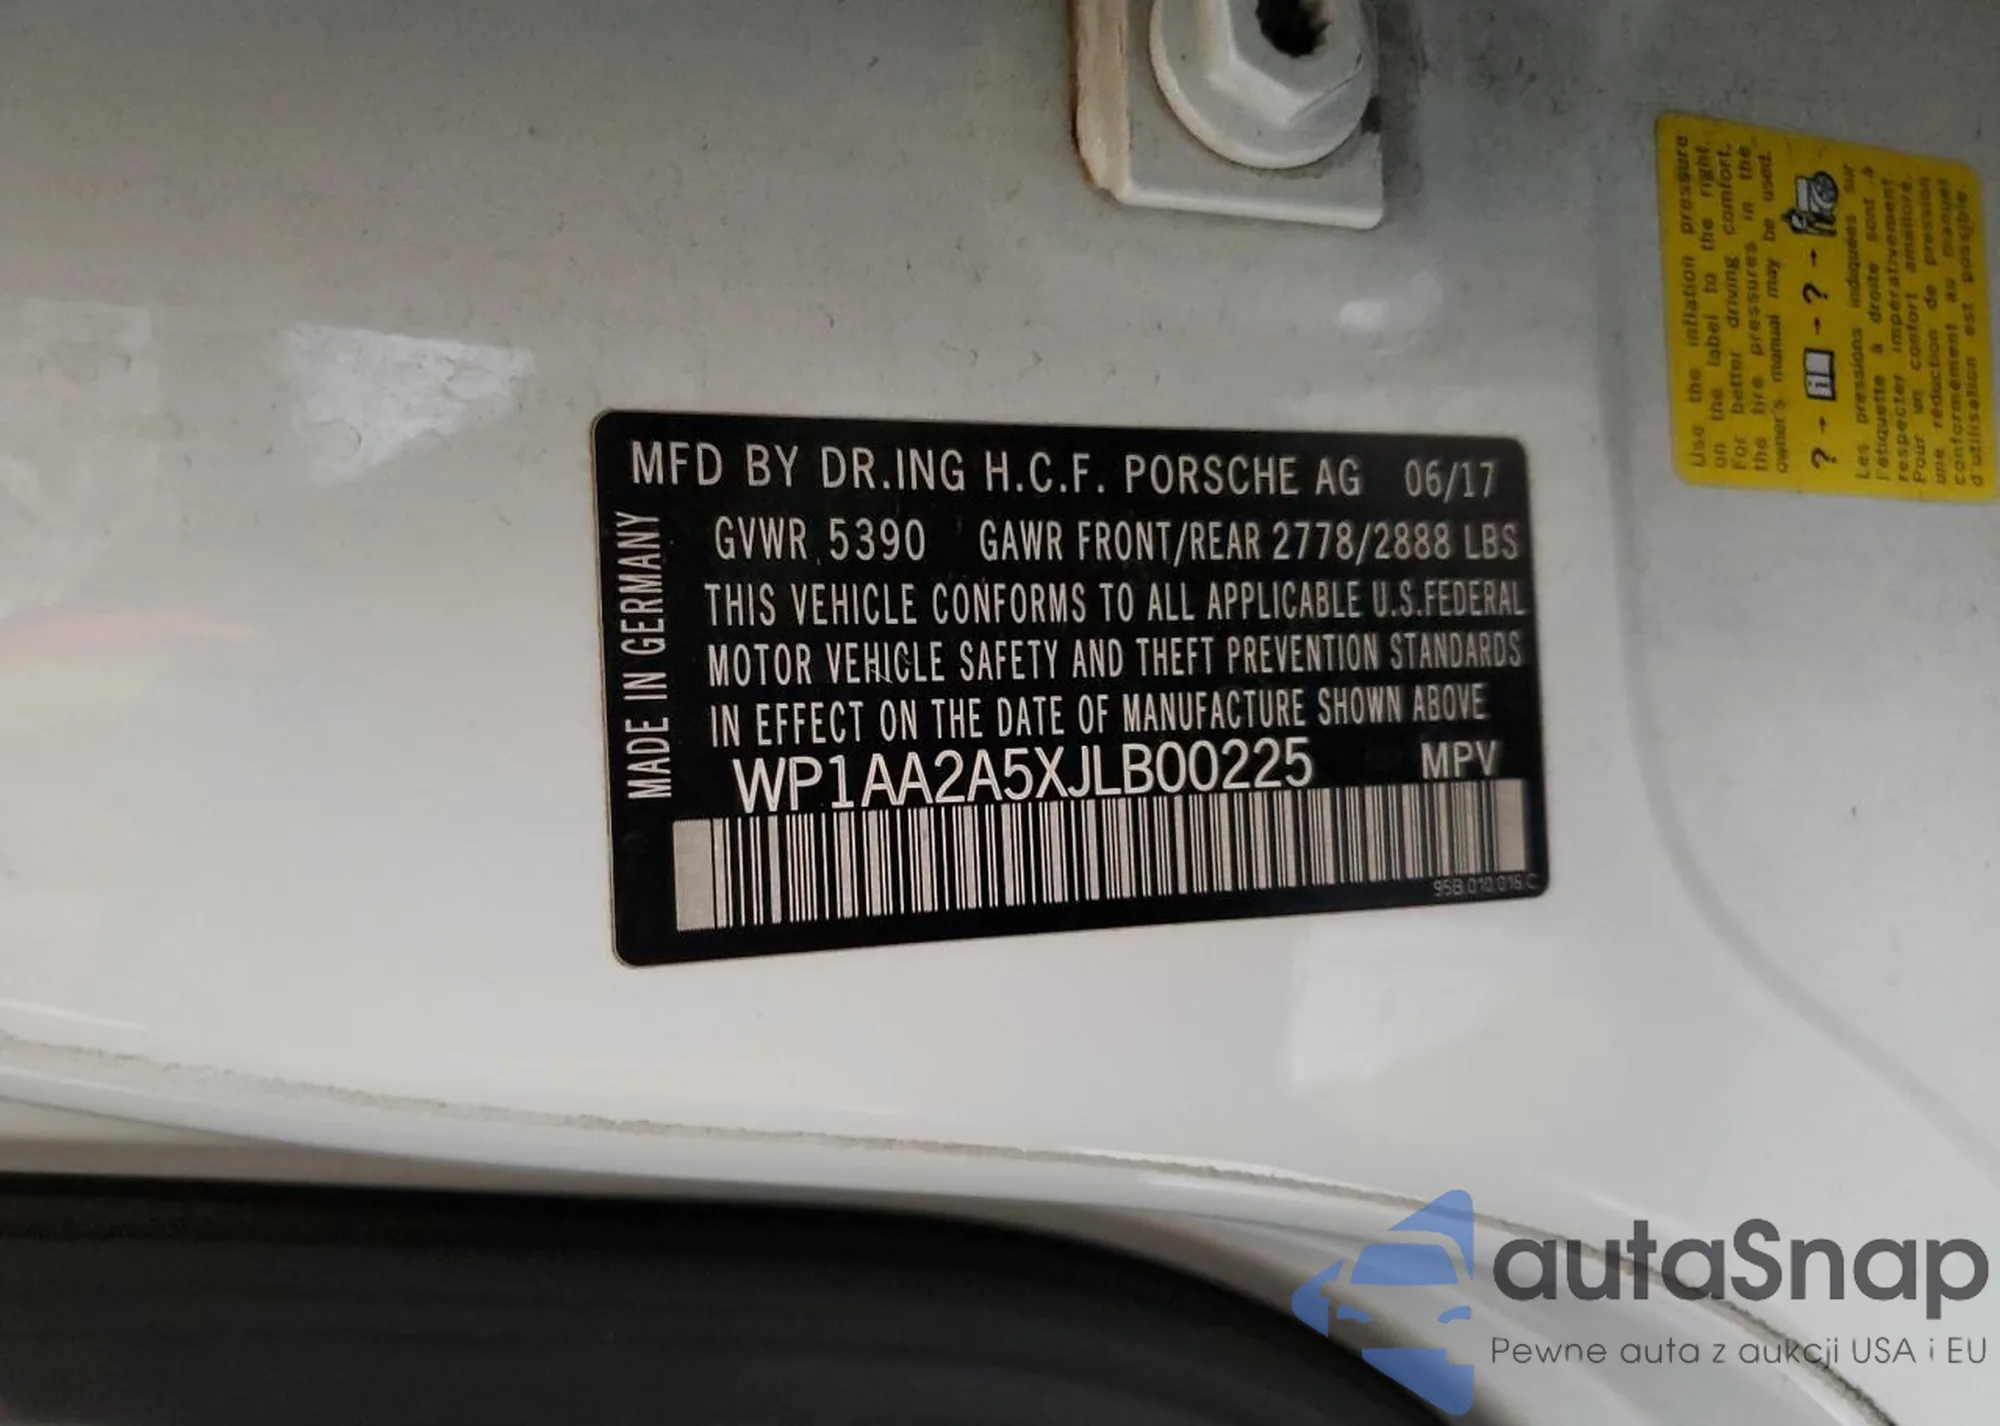 MFD BY DR.ING H.C.F. PORSCHE AG 06/17
GVWR 5390 GAWR FRONT/REAR 2778/2888 LBS
THIS VEHICLE CONFORMS TO ALL APPLICABLE U.S.FEDERAL
MOTOR VEHICLE SAFETY AND THEFT PREVENTION STANDARDS
IN EFFECT ON THE DATE OF MANUFACTURE SHOWN ABOVE
WP1AA2A5XJLB00225 MPV
95B.010.016.C
MADE IN GERMANY
Use the inflation pressure
on the label to the right.
For better driving comfort,
the tire pressures in the
owner's manual may be used.
? → i → ? →
Les pressions indiquées sur
l'étiquette à droite sont à
respecter impérativement.
Pour un confort amélioré,
une réduction de pression
conformément au manuel
d'utilisation est possible.
autaSnap
Pewne auta z aukcji USA i EU